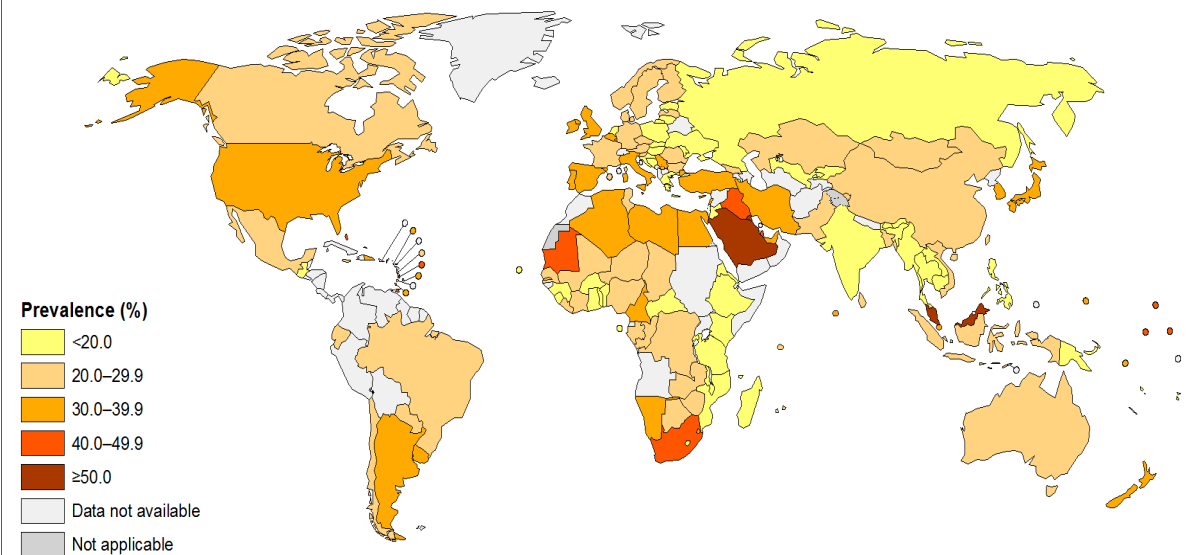 Prevalence (%)
<20.0
20.0–29.9
30.0–39.9
40.0–49.9
≥50.0
Data not available
Not applicable